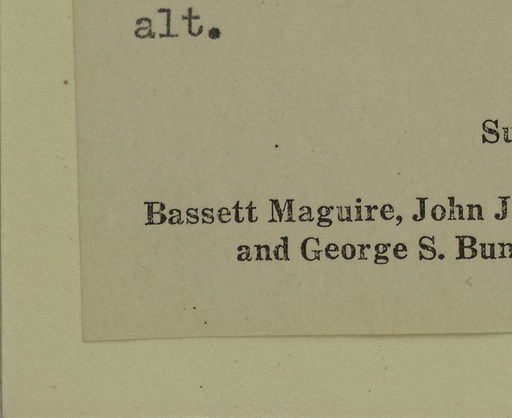 alt.
Su
Bassett Maguire, John J
and George S. Bun